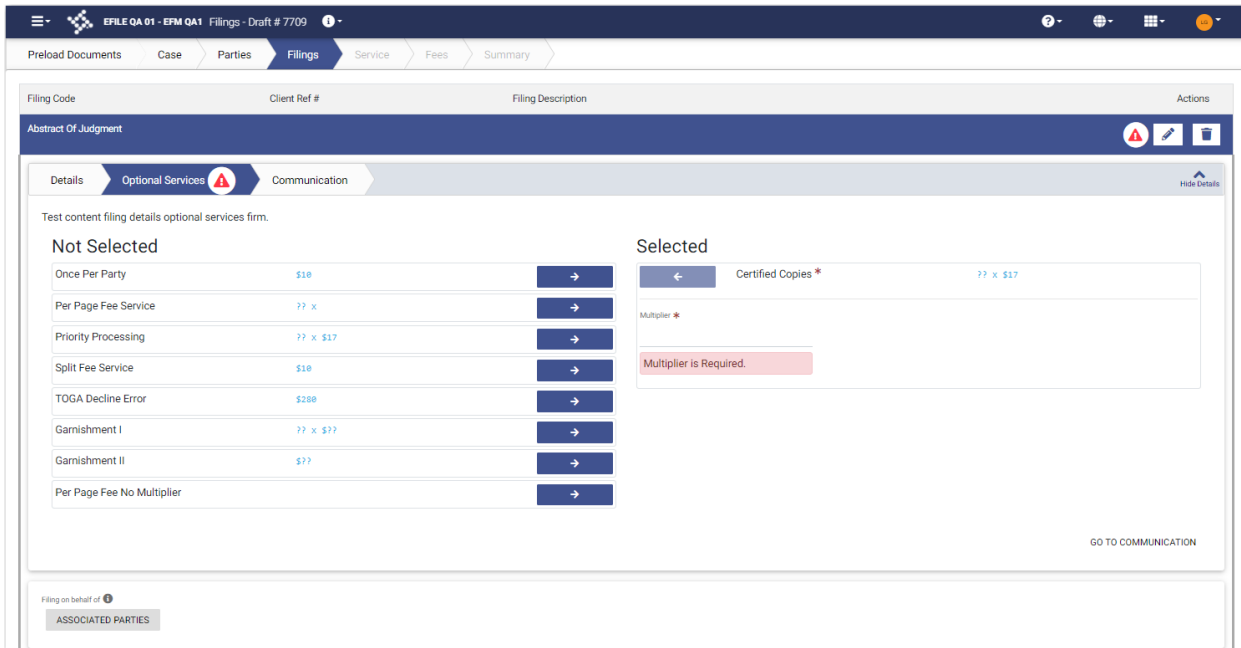 EFILE QA 01 - EFM QA1 Filings - Draft # 7709
LG
Preload Documents Case Parties Filings Service Fees Summary
Filing Code Client Ref # Filing Description Actions
Abstract Of Judgment
Details Optional Services Communication
Hide Details
Test content filing details optional services firm.
Not Selected
Once Per Party $10
Per Page Fee Service ?? x
Priority Processing ?? x $17
Split Fee Service $10
TOGA Decline Error $280
Garnishment I ?? x $??
Garnishment II $??
Per Page Fee No Multiplier
Selected
Certified Copies * ?? x $17
Multiplier *
Multiplier is Required.
GO TO COMMUNICATION
Filing on behalf of
ASSOCIATED PARTIES